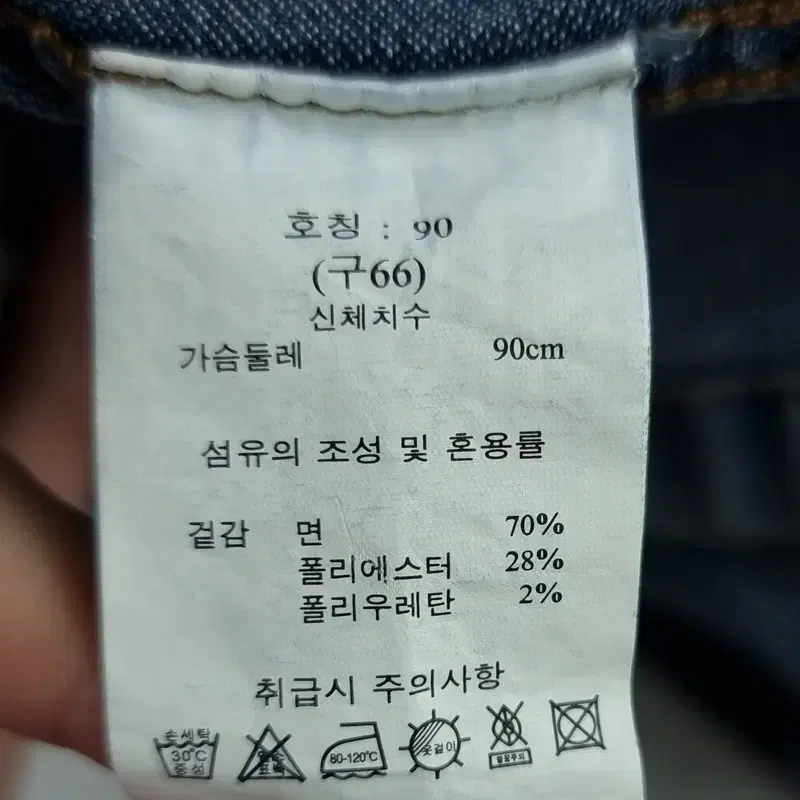 호칭 : 90
(구66)
신체치수
가슴둘레 90cm
섬유의 조성 및 혼용률
겉감 면 70%
폴리에스터 28%
폴리우레탄 2%
취급시 주의사항
손세탁
30℃
중성
80-120℃
옷걸이